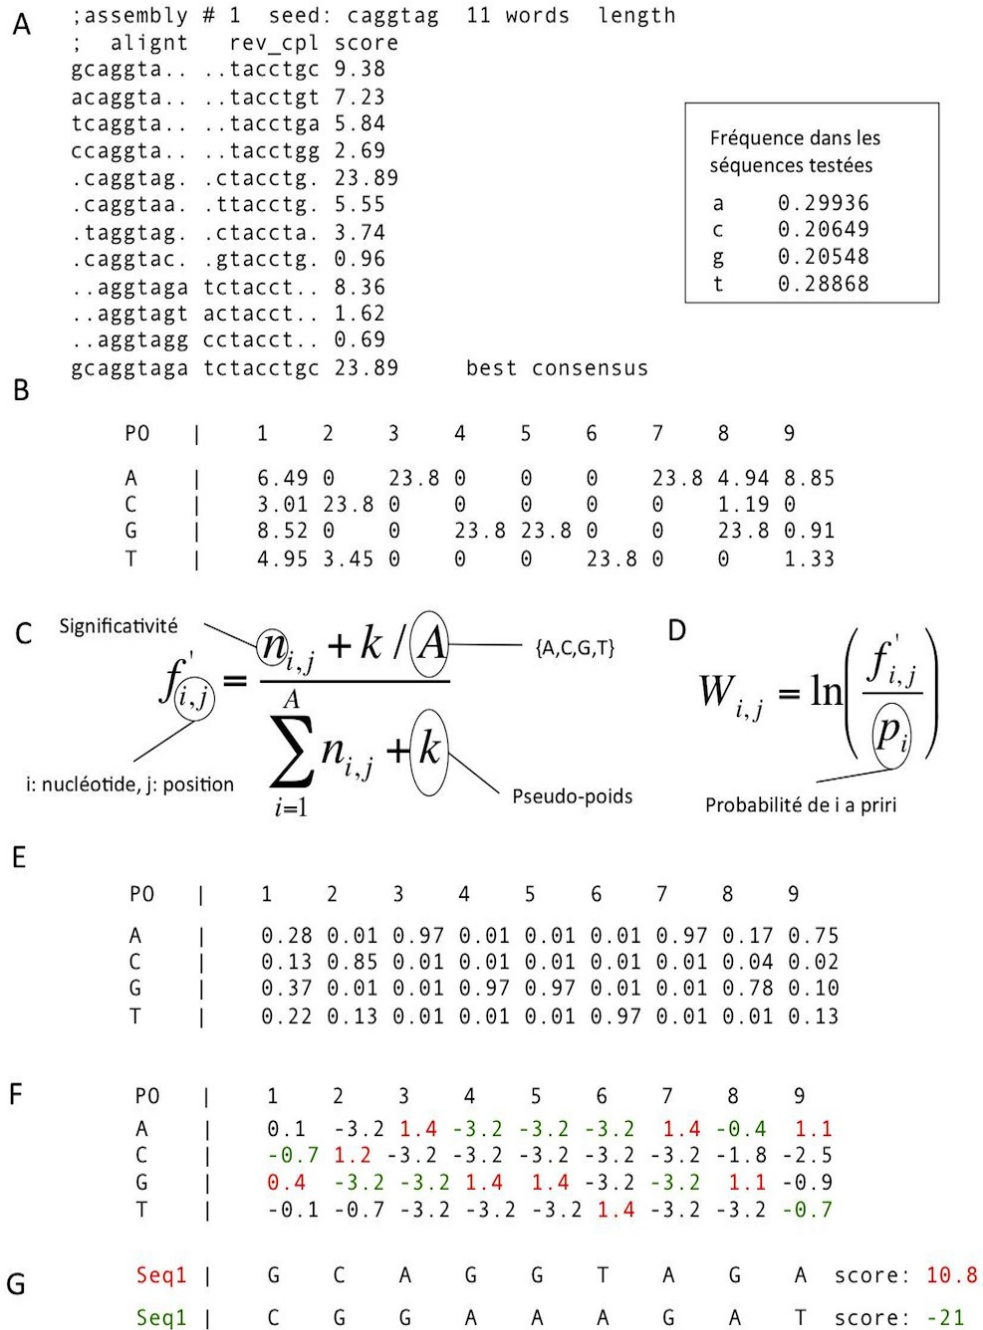 A
;assembly # 1  seed: caggtag  11 words  length
;  alignt   rev_cpl score
gcaggta.. ..tacctgc 9.38
acaggta.. ..tacctgt 7.23
tcaggta.. ..tacctga 5.84
ccaggta.. ..tacctgg 2.69
.caggtag. .ctacctg. 23.89
.caggtaa. .ttacctg. 5.55
.taggtag. .ctaccta. 3.74
.caggtac. .gtacctg. 0.96
..aggtaga tctacct.. 8.36
..aggtagt actacct.. 1.62
..aggtagg cctacct.. 0.69
gcaggtaga tctacctgc 23.89     best consensus
Fréquence dans les
séquences testées
a 0.29936
c 0.20649
g 0.20548
t 0.28868
B
PO | 1 2 3 4 5 6 7 8 9
A | 6.49 0 23.8 0 0 0 23.8 4.94 8.85
C | 3.01 23.8 0 0 0 0 0 1.19 0
G | 8.52 0 0 23.8 23.8 0 0 23.8 0.91
T | 4.95 3.45 0 0 0 23.8 0 0 1.33
C
Significativité
f'i,j = (ni,j + k / A) / (∑ i=1 A ni,j + k)
{A,C,G,T}
i: nucléotide, j: position
Pseudo-poids
D
Wi,j = ln(f'i,j / pi)
Probabilité de i a priri
E
PO | 1 2 3 4 5 6 7 8 9
A | 0.28 0.01 0.97 0.01 0.01 0.01 0.97 0.17 0.75
C | 0.13 0.85 0.01 0.01 0.01 0.01 0.01 0.04 0.02
G | 0.37 0.01 0.01 0.97 0.97 0.01 0.01 0.78 0.10
T | 0.22 0.13 0.01 0.01 0.01 0.97 0.01 0.01 0.13
F
PO | 1 2 3 4 5 6 7 8 9
A | 0.1 -3.2 1.4 -3.2 -3.2 -3.2 1.4 -0.4 1.1
C | -0.7 1.2 -3.2 -3.2 -3.2 -3.2 -3.2 -1.8 -2.5
G | 0.4 -3.2 -3.2 1.4 1.4 -3.2 -3.2 1.1 -0.9
T | -0.1 -0.7 -3.2 -3.2 -3.2 1.4 -3.2 -3.2 -0.7
G
Seq1 | G C A G G T A G A score: 10.8
Seq1 | C G G A A A G A T score: -21